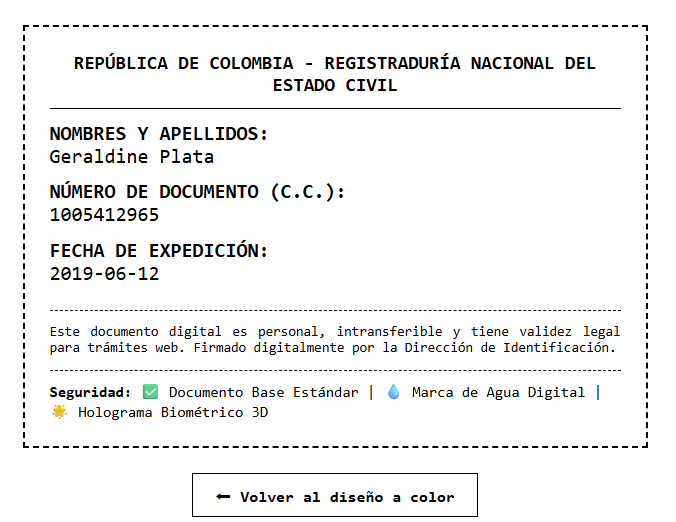 REPÚBLICA DE COLOMBIA - REGISTRADURÍA NACIONAL DEL
ESTADO CIVIL
NOMBRES Y APELLIDOS:
Geraldine Plata
NÚMERO DE DOCUMENTO (C.C.):
1005412965
FECHA DE EXPEDICIÓN:
2019-06-12
Este documento digital es personal, intransferible y tiene validez legal
para trámites web. Firmado digitalmente por la Dirección de Identificación.
Seguridad: ✅ Documento Base Estándar | 💧 Marca de Agua Digital |
🌟 Holograma Biométrico 3D
⬅ Volver al diseño a color